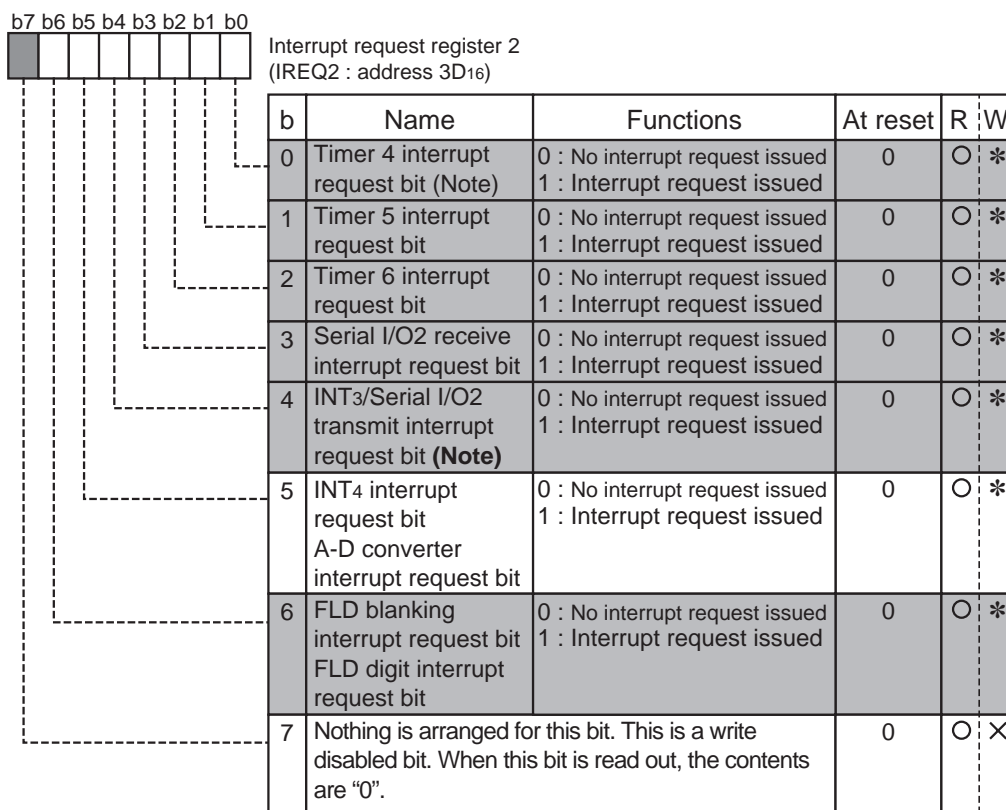 b7 b6 b5 b4 b3 b2 b1 b0
Interrupt request register 2
(IREQ2 : address 3D16)
b Name Functions At reset R W
0 Timer 4 interrupt 0 : No interrupt request issued 0 O ✻
request bit (Note) 1 : Interrupt request issued
1 Timer 5 interrupt 0 : No interrupt request issued 0 O ✻
request bit 1 : Interrupt request issued
2 Timer 6 interrupt 0 : No interrupt request issued 0 O ✻
request bit 1 : Interrupt request issued
3 Serial I/O2 receive 0 : No interrupt request issued 0 O ✻
interrupt request bit 1 : Interrupt request issued
4 INT3/Serial I/O2 0 : No interrupt request issued 0 O ✻
transmit interrupt 1 : Interrupt request issued
request bit (Note)
5 INT4 interrupt 0 : No interrupt request issued 0 O ✻
request bit 1 : Interrupt request issued
A-D converter
interrupt request bit
6 FLD blanking 0 : No interrupt request issued 0 O ✻
interrupt request bit 1 : Interrupt request issued
FLD digit interrupt
request bit
7 Nothing is arranged for this bit. This is a write 0 O ×
disabled bit. When this bit is read out, the contents
are “0”.